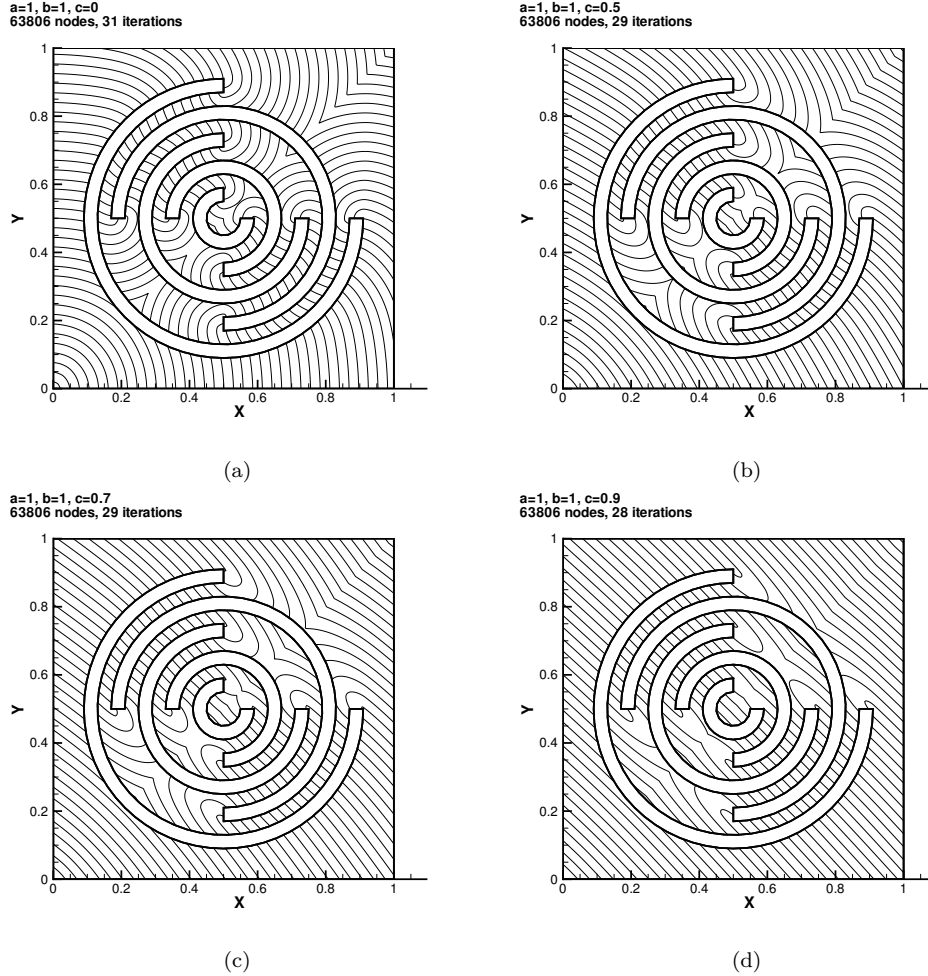 a=1, b=1, c=0
63806 nodes, 31 iterations
1
0.8
0.6
Y
0.4
0.2
0
0 0.2 0.4 0.6 0.8 1
X
(a)
a=1, b=1, c=0.5
63806 nodes, 29 iterations
1
0.8
0.6
Y
0.4
0.2
0
0 0.2 0.4 0.6 0.8 1
X
(b)
a=1, b=1, c=0.7
63806 nodes, 29 iterations
1
0.8
0.6
Y
0.4
0.2
0
0 0.2 0.4 0.6 0.8 1
X
(c)
a=1, b=1, c=0.9
63806 nodes, 28 iterations
1
0.8
0.6
Y
0.4
0.2
0
0 0.2 0.4 0.6 0.8 1
X
(d)